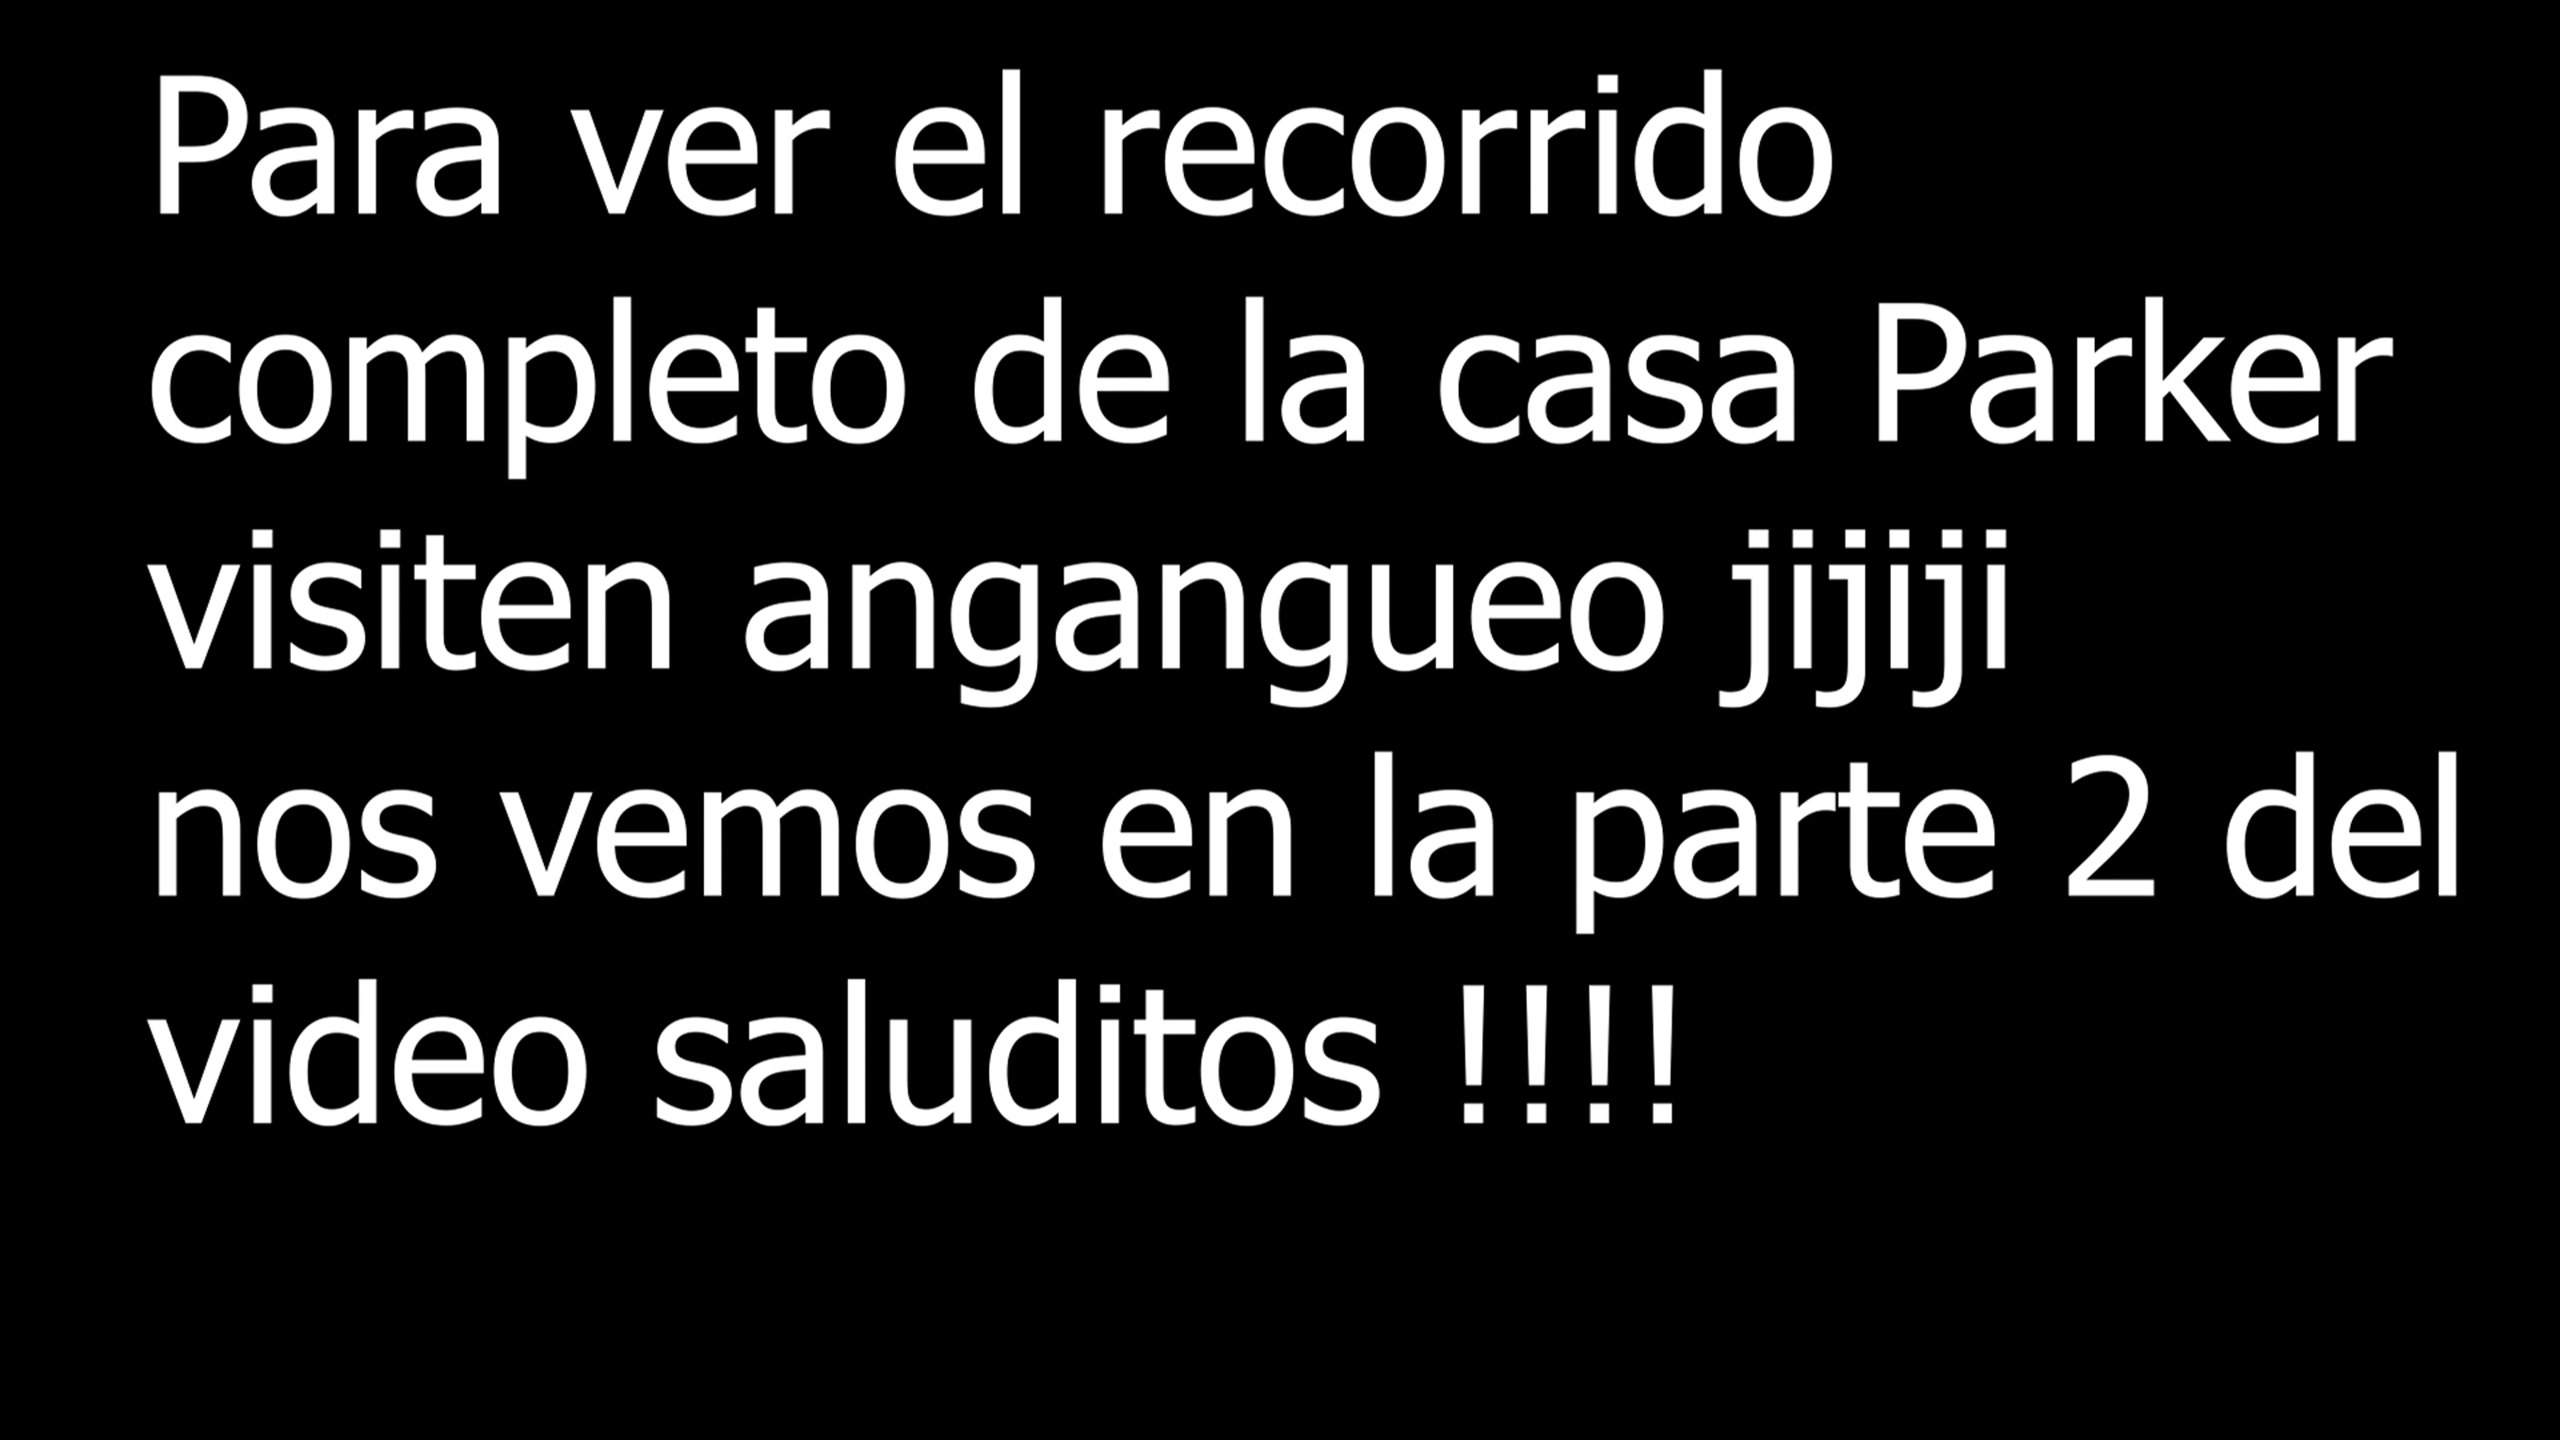 Para ver el recorrido
completo de la casa Parker
visiten angangueo jijiji
nos vemos en la parte 2 del
video saluditos !!!!